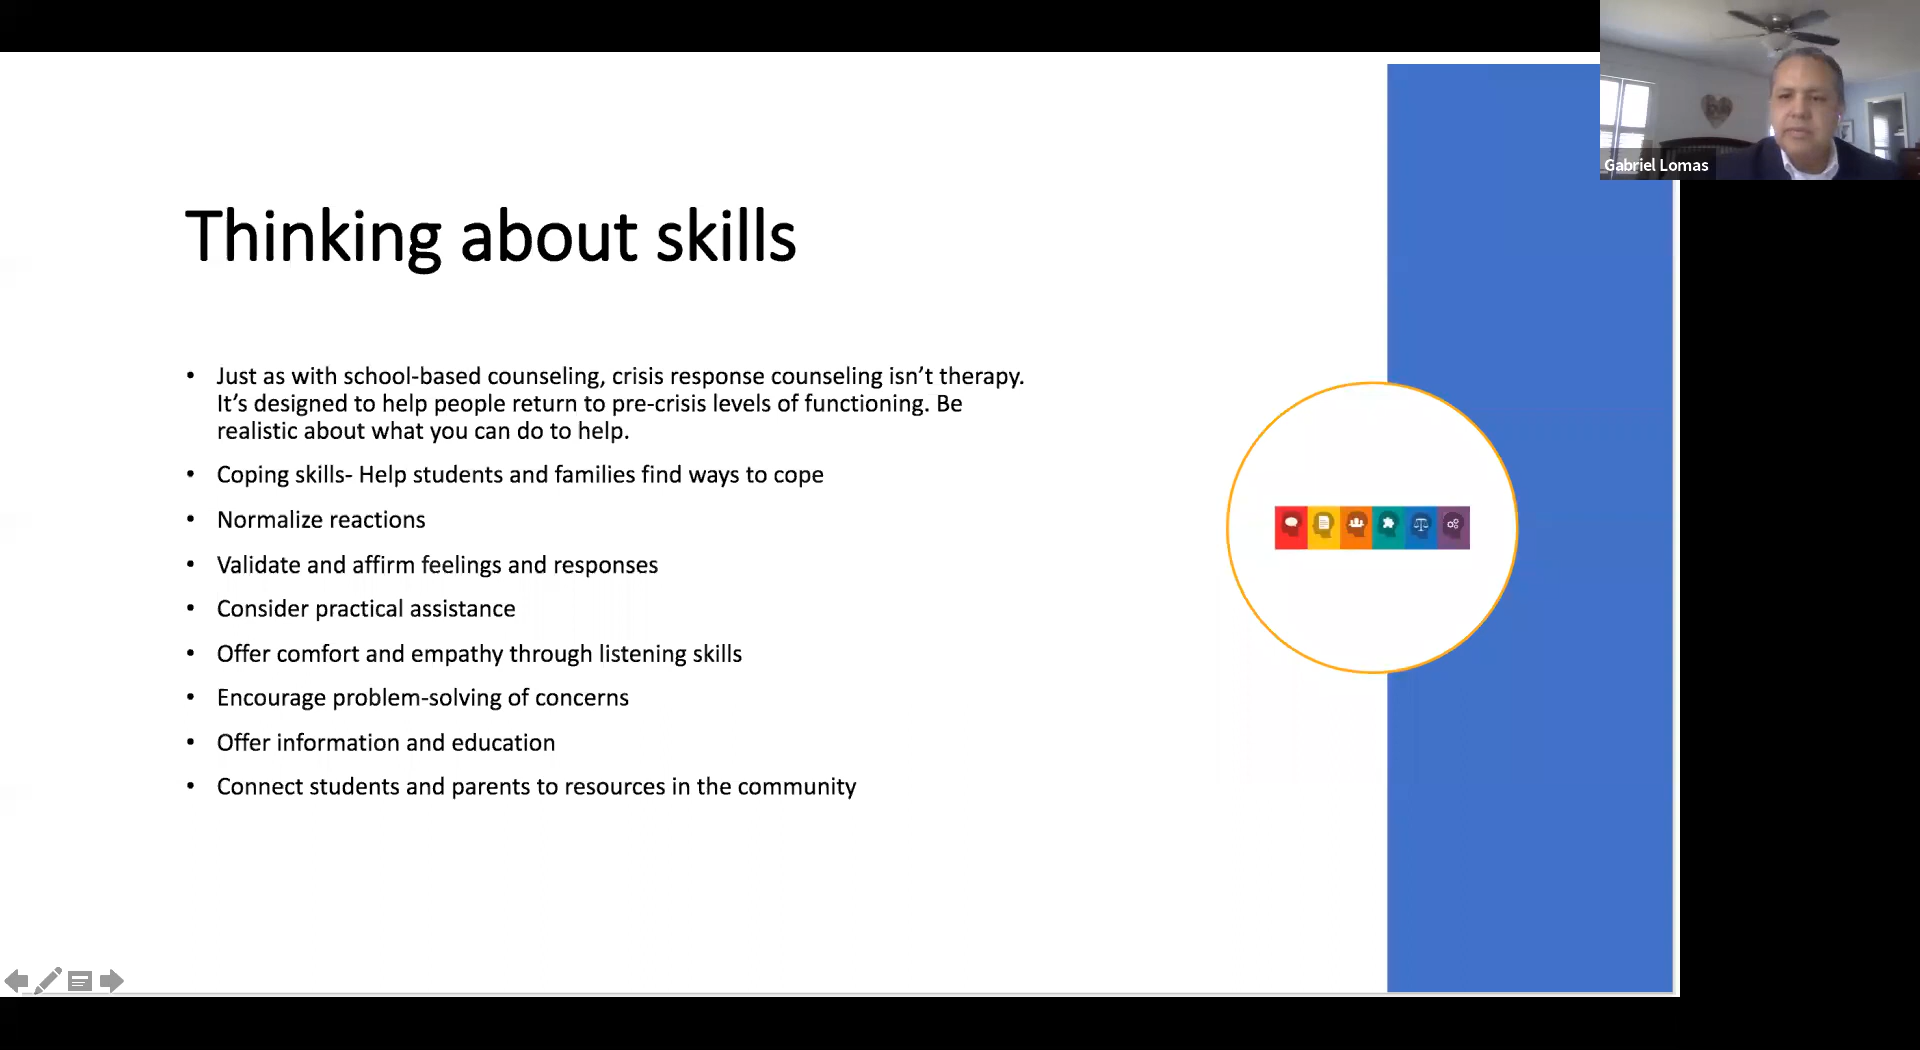 Gabriel Lomas
Thinking about skills
• Just as with school-based counseling, crisis response counseling isn’t therapy.
It’s designed to help people return to pre-crisis levels of functioning. Be
realistic about what you can do to help.
• Coping skills- Help students and families find ways to cope
• Normalize reactions
• Validate and affirm feelings and responses
• Consider practical assistance
• Offer comfort and empathy through listening skills
• Encourage problem-solving of concerns
• Offer information and education
• Connect students and parents to resources in the community